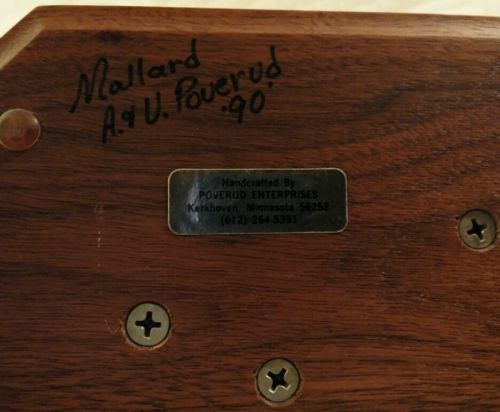 Mallard
A. & V. Poverud
'90'
Handcrafted By
POVERUD ENTERPRISES
Kerkhoven, Minnesota 56252
(612) 264-5391